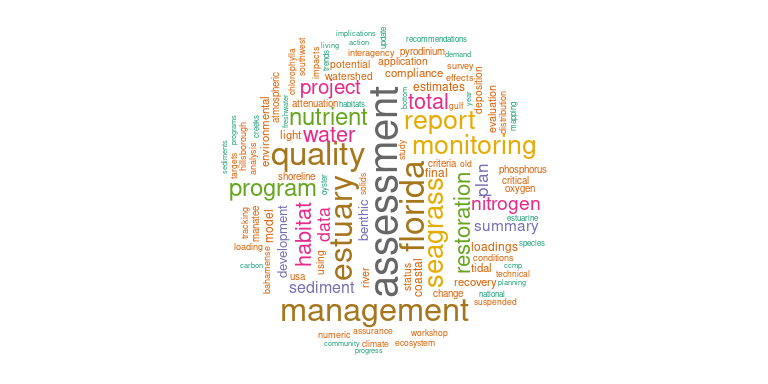 implications
living
action
update
recommendations
southwest
trends
interagency
pyrodinium
demand
chlorophylla
impacts
potential
application
survey
watershed
compliance
effects
project
estimates
deposition
atmospheric
attenuation
habitats
bottom
total
gulf
year
evaluation
distribution
mapping
freshwater
nutrient
report
environmental
creeks
programs
light
water
assessment
monitoring
hillsborough
analysis
targets
sediments
quality
study
criteria
old
phosphorus
shoreline
oyster
solids
final
plan
critical
oxygen
program
estuary
florida
seagrass
restoration
nitrogen
habitat
data
benthic
estuarine
summary
tracking
manatee
model
development
loadings
species
loading
using
conditions
carbon
bahamense
usa
river
status
coastal
tidal
ccmp
technical
sediment
recovery
planning
change
national
suspended
management
numeric
assurance
workshop
community
climate
ecosystem
progress